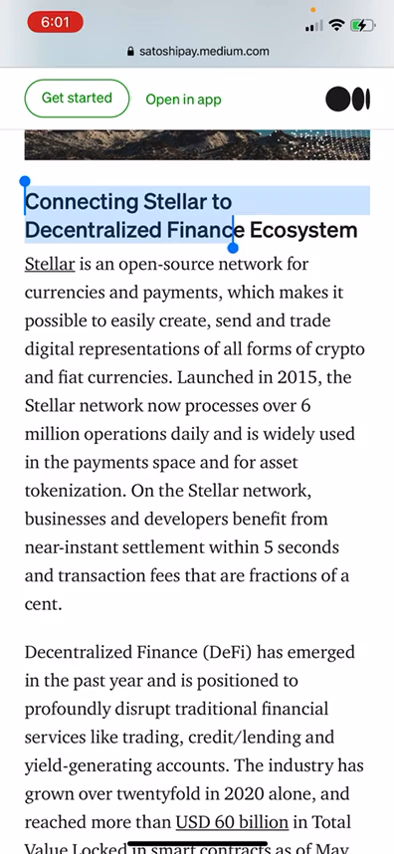 6:01
satoshipay.medium.com
Get started
Open in app
Connecting Stellar to
Decentralized Finance Ecosystem
Stellar is an open-source network for
currencies and payments, which makes it
possible to easily create, send and trade
digital representations of all forms of crypto
and fiat currencies. Launched in 2015, the
Stellar network now processes over 6
million operations daily and is widely used
in the payments space and for asset
tokenization. On the Stellar network,
businesses and developers benefit from
near-instant settlement within 5 seconds
and transaction fees that are fractions of a
cent.
Decentralized Finance (DeFi) has emerged
in the past year and is positioned to
profoundly disrupt traditional financial
services like trading, credit/lending and
yield-generating accounts. The industry has
grown over twentyfold in 2020 alone, and
reached more than USD 60 billion in Total
Value Locked in smart contracts as of May